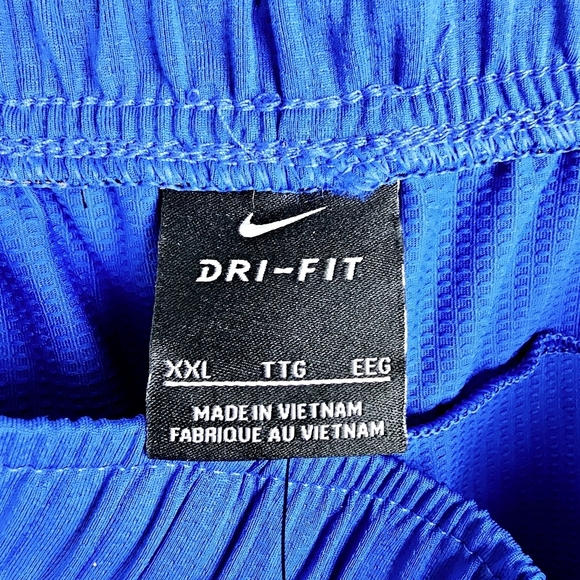 DRI-FIT
XXL TTG EEG
MADE IN VIETNAM
FABRIQUE AU VIETNAM